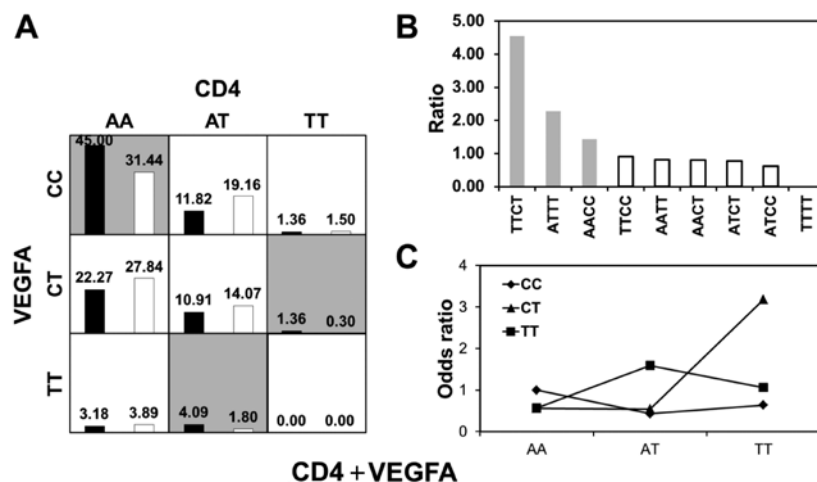 A
CD4
AA AT TT
VEGFA
CC
45.00 31.44 11.82 19.16 1.36 1.50
CT
22.27 27.84 10.91 14.07 1.36 0.30
TT
3.18 3.89 4.09 1.80 0.00 0.00
B
Ratio
5.00
4.00
3.00
2.00
1.00
0.00
TTCT ATTT AACC TTCC AATT AACT ATCT ATCC TTTT
C
Odds ratio
4
3
2
1
0
CC
CT
TT
AA AT TT
CD4 + VEGFA